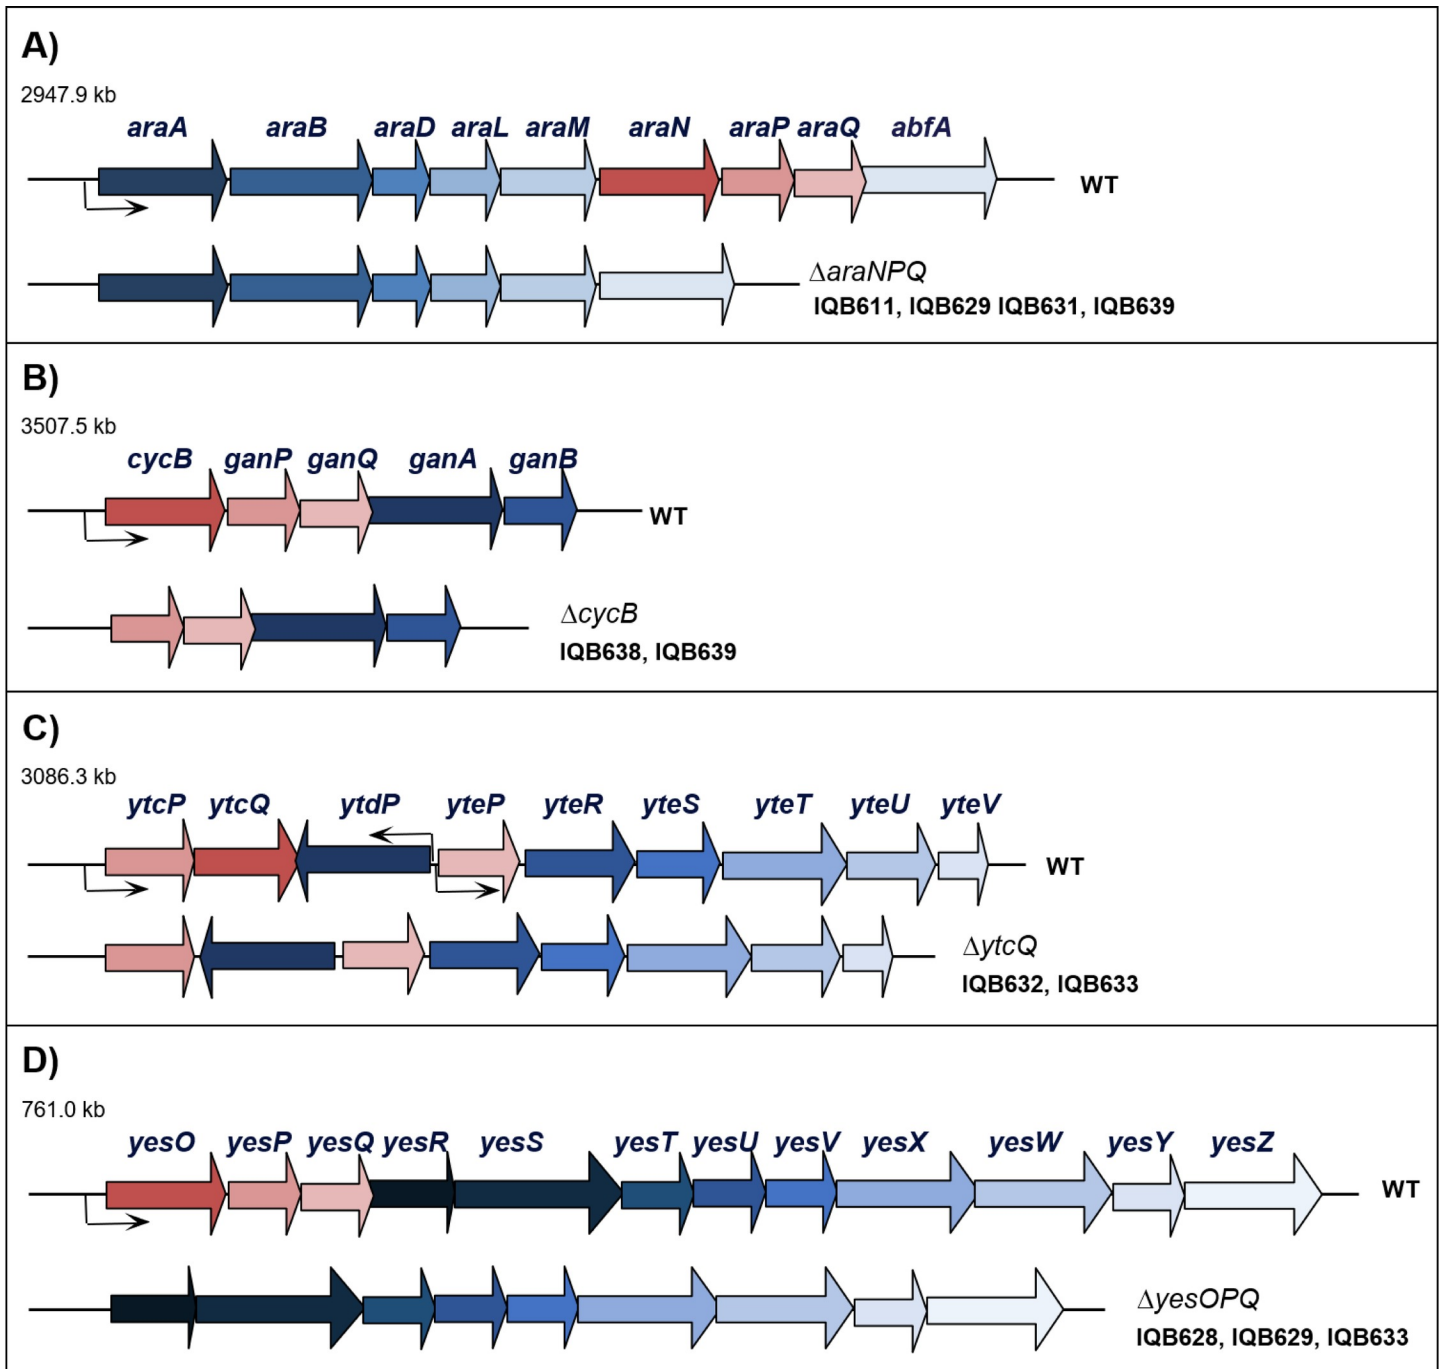 A)
2947.9 kb
araA araB araD araL araM araN araP araQ abfA
WT
ΔaraNPQ
IQB611, IQB629 IQB631, IQB639
B)
3507.5 kb
cycB ganP ganQ ganA ganB
WT
ΔcycB
IQB638, IQB639
C)
3086.3 kb
ytcP ytcQ ytdP yteP yteR yteS yteT yteU yteV
WT
ΔytcQ
IQB632, IQB633
D)
761.0 kb
yesO yesP yesQ yesR yesS yesT yesU yesV yesX yesW yesY yesZ
WT
ΔyesOPQ
IQB628, IQB629, IQB633